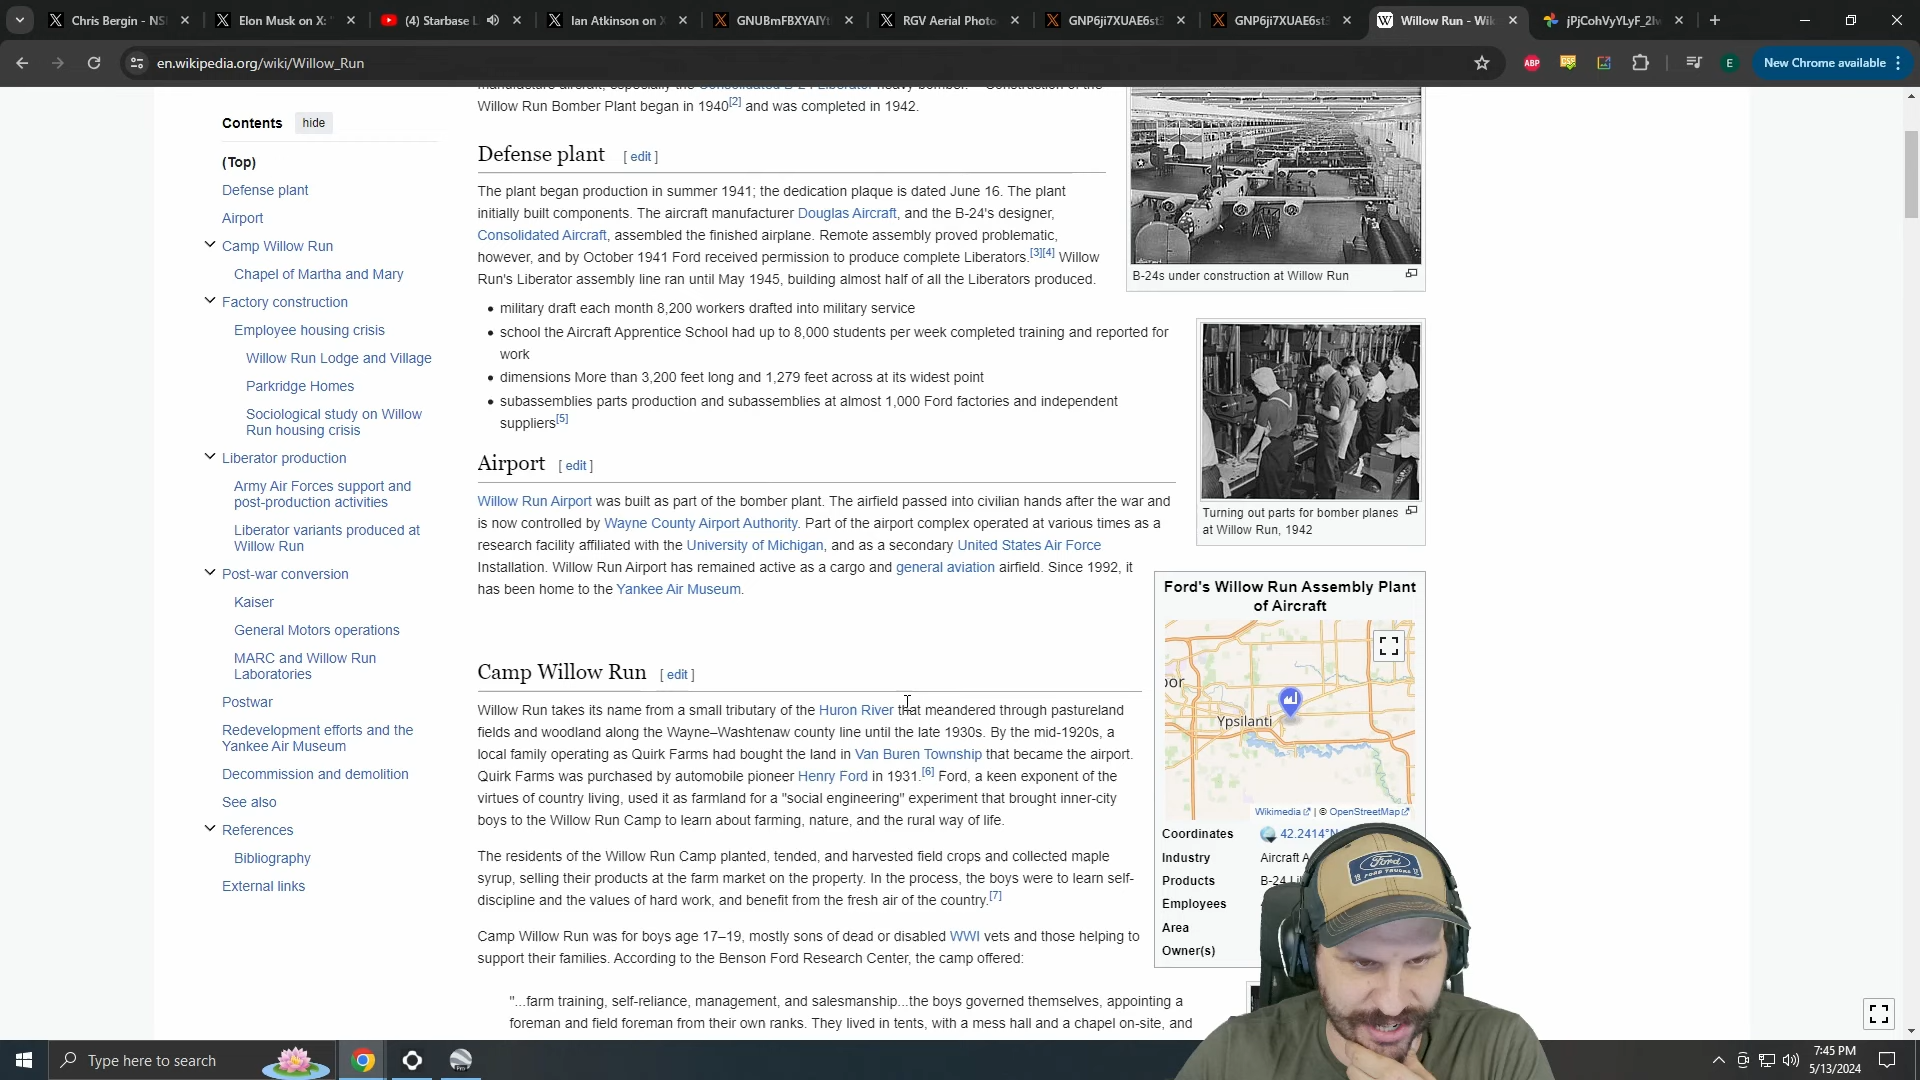 Chris Bergin - NS
Elon Musk on X:
(4) Starbase L
Ian Atkinson on X
GNUBmFBXYAIYt
RGV Aerial Photo
GNP6ji7XUAE6st
GNP6ji7XUAE6st
Willow Run - Wik
jPjCohVyYLyF_2
en.wikipedia.org/wiki/Willow_Run
ABP
E
New Chrome available
Contents
hide
(Top)
Defense plant
Airport
Camp Willow Run
Chapel of Martha and Mary
Factory construction
Employee housing crisis
Willow Run Lodge and Village
Parkridge Homes
Sociological study on Willow
Run housing crisis
Liberator production
Army Air Forces support and
post-production activities
Liberator variants produced at
Willow Run
Post-war conversion
Kaiser
General Motors operations
MARC and Willow Run
Laboratories
Postwar
Redevelopment efforts and the
Yankee Air Museum
Decommission and demolition
See also
References
Bibliography
External links
manufacture aircraft, especially the Consolidated B-24 Liberator heavy bomber. Construction of the
Willow Run Bomber Plant began in 1940[2] and was completed in 1942.
Defense plant [ edit ]
The plant began production in summer 1941; the dedication plaque is dated June 16. The plant
initially built components. The aircraft manufacturer Douglas Aircraft, and the B-24's designer,
Consolidated Aircraft, assembled the finished airplane. Remote assembly proved problematic,
however, and by October 1941 Ford received permission to produce complete Liberators.[3][4] Willow
Run's Liberator assembly line ran until May 1945, building almost half of all the Liberators produced.
• military draft each month 8,200 workers drafted into military service
• school the Aircraft Apprentice School had up to 8,000 students per week completed training and reported for
work
• dimensions More than 3,200 feet long and 1,279 feet across at its widest point
• subassemblies parts production and subassemblies at almost 1,000 Ford factories and independent
suppliers[5]
Airport [ edit ]
Willow Run Airport was built as part of the bomber plant. The airfield passed into civilian hands after the war and
is now controlled by Wayne County Airport Authority. Part of the airport complex operated at various times as a
research facility affiliated with the University of Michigan, and as a secondary United States Air Force
Installation. Willow Run Airport has remained active as a cargo and general aviation airfield. Since 1992, it
has been home to the Yankee Air Museum.
Camp Willow Run [ edit ]
Willow Run takes its name from a small tributary of the Huron River that meandered through pastureland
fields and woodland along the Wayne–Washtenaw county line until the late 1930s. By the mid-1920s, a
local family operating as Quirk Farms had bought the land in Van Buren Township that became the airport.
Quirk Farms was purchased by automobile pioneer Henry Ford in 1931.[6] Ford, a keen exponent of the
virtues of country living, used it as farmland for a "social engineering" experiment that brought inner-city
boys to the Willow Run Camp to learn about farming, nature, and the rural way of life.
The residents of the Willow Run Camp planted, tended, and harvested field crops and collected maple
syrup, selling their products at the farm market on the property. In the process, the boys were to learn self-
discipline and the values of hard work, and benefit from the fresh air of the country.[7]
Camp Willow Run was for boys age 17–19, mostly sons of dead or disabled WWI vets and those helping to
support their families. According to the Benson Ford Research Center, the camp offered:
"...farm training, self-reliance, management, and salesmanship...the boys governed themselves, appointing a
foreman and field foreman from their own ranks. They lived in tents, with a mess hall and a chapel on-site, and
B-24s under construction at Willow Run
Turning out parts for bomber planes
at Willow Run, 1942
Ford's Willow Run Assembly Plant
of Aircraft
Ypsilanti
Wikimedia | © OpenStreetMap
Coordinates 42.2414°N
Industry Aircraft A
Products B-24 Li
Employees
Area
Owner(s)
Ford
FORD TRUCKS
Type here to search
7:45 PM
5/13/2024